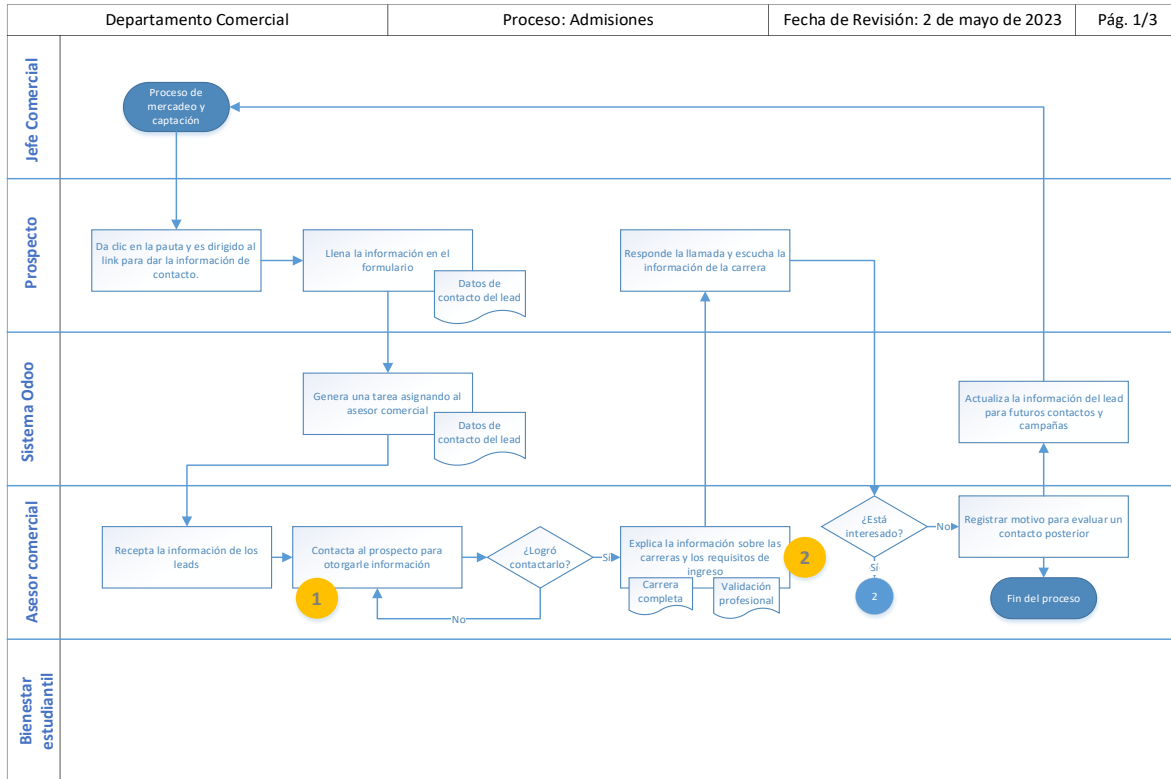 Departamento Comercial
Proceso: Admisiones
Fecha de Revisión: 2 de mayo de 2023
Pág. 1/3
Jefe Comercial
Proceso de
mercadeo y
captación
Prospecto
Da clic en la pauta y es dirigido al
link para dar la información de
contacto.
Llena la información en el
formulario
Datos de
contacto del lead
Responde la llamada y escucha la
información de la carrera
Sistema Odoo
Genera una tarea asignando al
asesor comercial
Datos de
contacto del lead
Actualiza la información del lead
para futuros contactos y
campañas
Asesor comercial
Recepta la información de los
leads
Contacta al prospecto para
otorgarle información
1
¿Logró
contactarlo?
No
Sí
Explica la información sobre las
carreras y los requisitos de
ingreso
2
Carrera
completa
Validación
profesional
¿Está
interesado?
No
Sí
2
Registrar motivo para evaluar un
contacto posterior
Fin del proceso
Bienestar
estudiantil